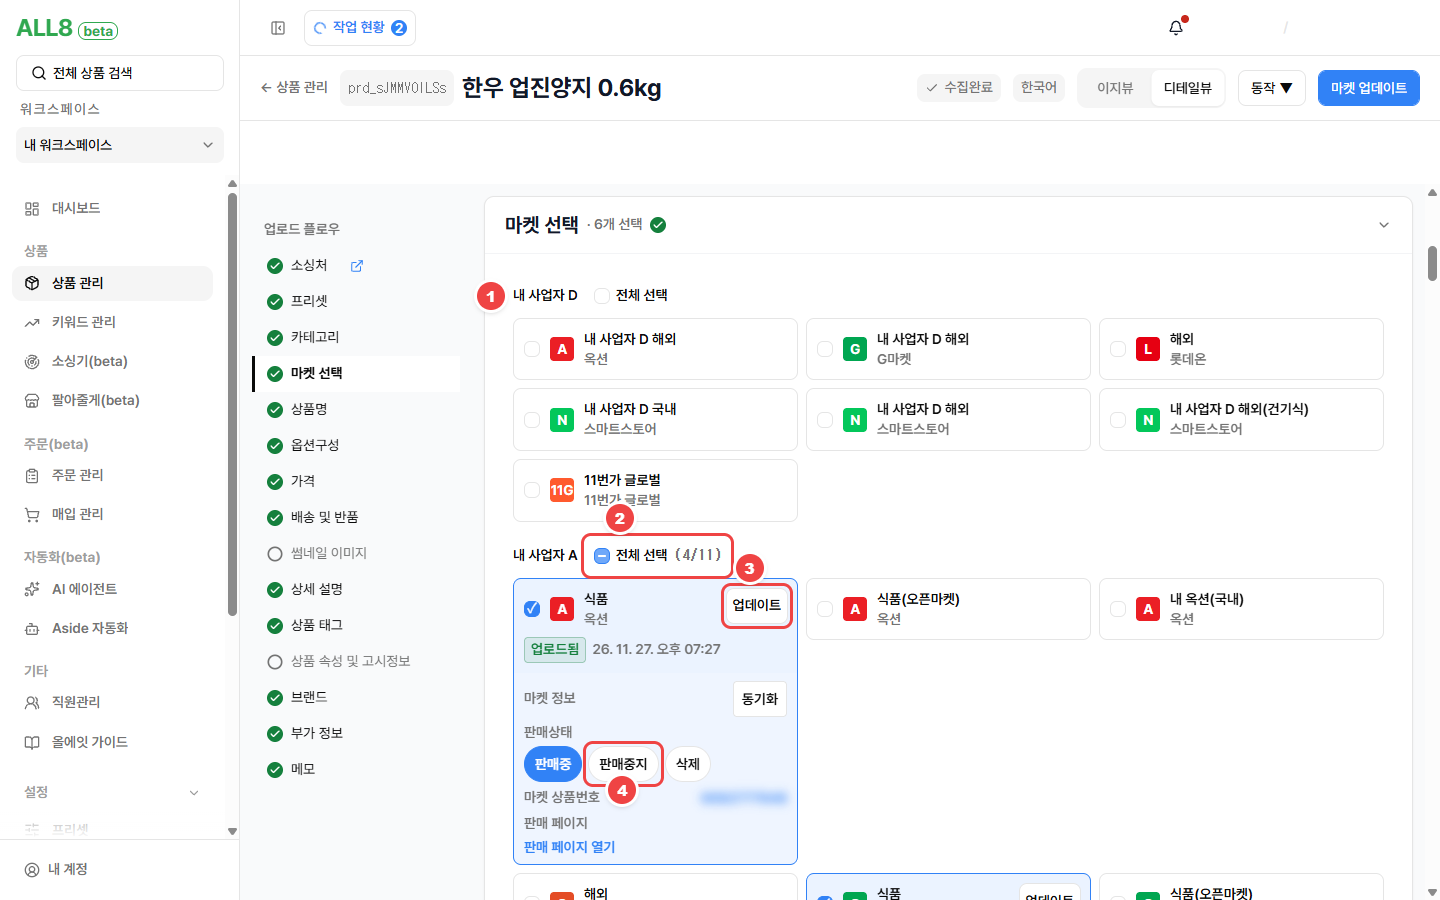 ALL8 beta
작업 현황 2
/
전체 상품 검색
워크스페이스
내 워크스페이스
상품 관리
prd_sJMMVOILSs
한우 업진양지 0.6kg
수집완료
한국어
이지뷰
디테일뷰
동작 ▼
마켓 업데이트
대시보드
상품
상품 관리
키워드 관리
소싱기(beta)
팔아줄게(beta)
주문(beta)
주문 관리
매입 관리
자동화(beta)
AI 에이전트
Aside 자동화
기타
직원관리
올에잇 가이드
설정
프리셋
내 계정
업로드 플로우
소싱처
프리셋
카테고리
마켓 선택
상품명
옵션구성
가격
배송 및 반품
썸네일 이미지
상세 설명
상품 태그
상품 속성 및 고시정보
브랜드
부가 정보
메모
마켓 선택 · 6개 선택
1 내 사업자 D 전체 선택
A 내 사업자 D 해외
옥션
G 내 사업자 D 해외
G마켓
L 해외
롯데온
N 내 사업자 D 국내
스마트스토어
N 내 사업자 D 해외
스마트스토어
N 내 사업자 D 해외(건기식)
스마트스토어
11G 11번가 글로벌
11번가 글로벌
2
내 사업자 A 전체 선택 (4/11)
3
A 식품
옥션
업데이트
업로드됨 26. 11. 27. 오후 07:27
마켓 정보 동기화
판매상태
판매중 판매중지 삭제
4
마켓 상품번호
판매 페이지
판매 페이지 열기
A 식품(오픈마켓)
옥션
A 내 옥션(국내)
옥션
해외
식품
업데이트
식품(오픈마켓)